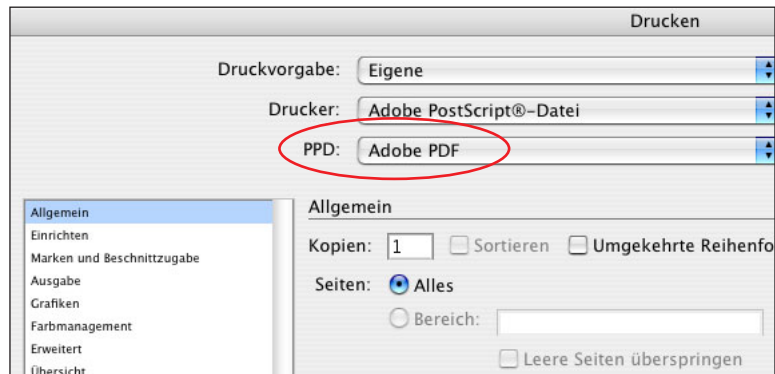 Drucken
Druckvorgabe: Eigene
Drucker: Adobe PostScript®-Datei
PPD: Adobe PDF
Allgemein
Einrichten
Marken und Beschnittzugabe
Ausgabe
Grafiken
Farbmanagement
Erweitert
Übersicht
Allgemein
Kopien: 1 Sortieren Umgekehrte Reihenfo
Seiten: Alles
Bereich:
Leere Seiten überspringen